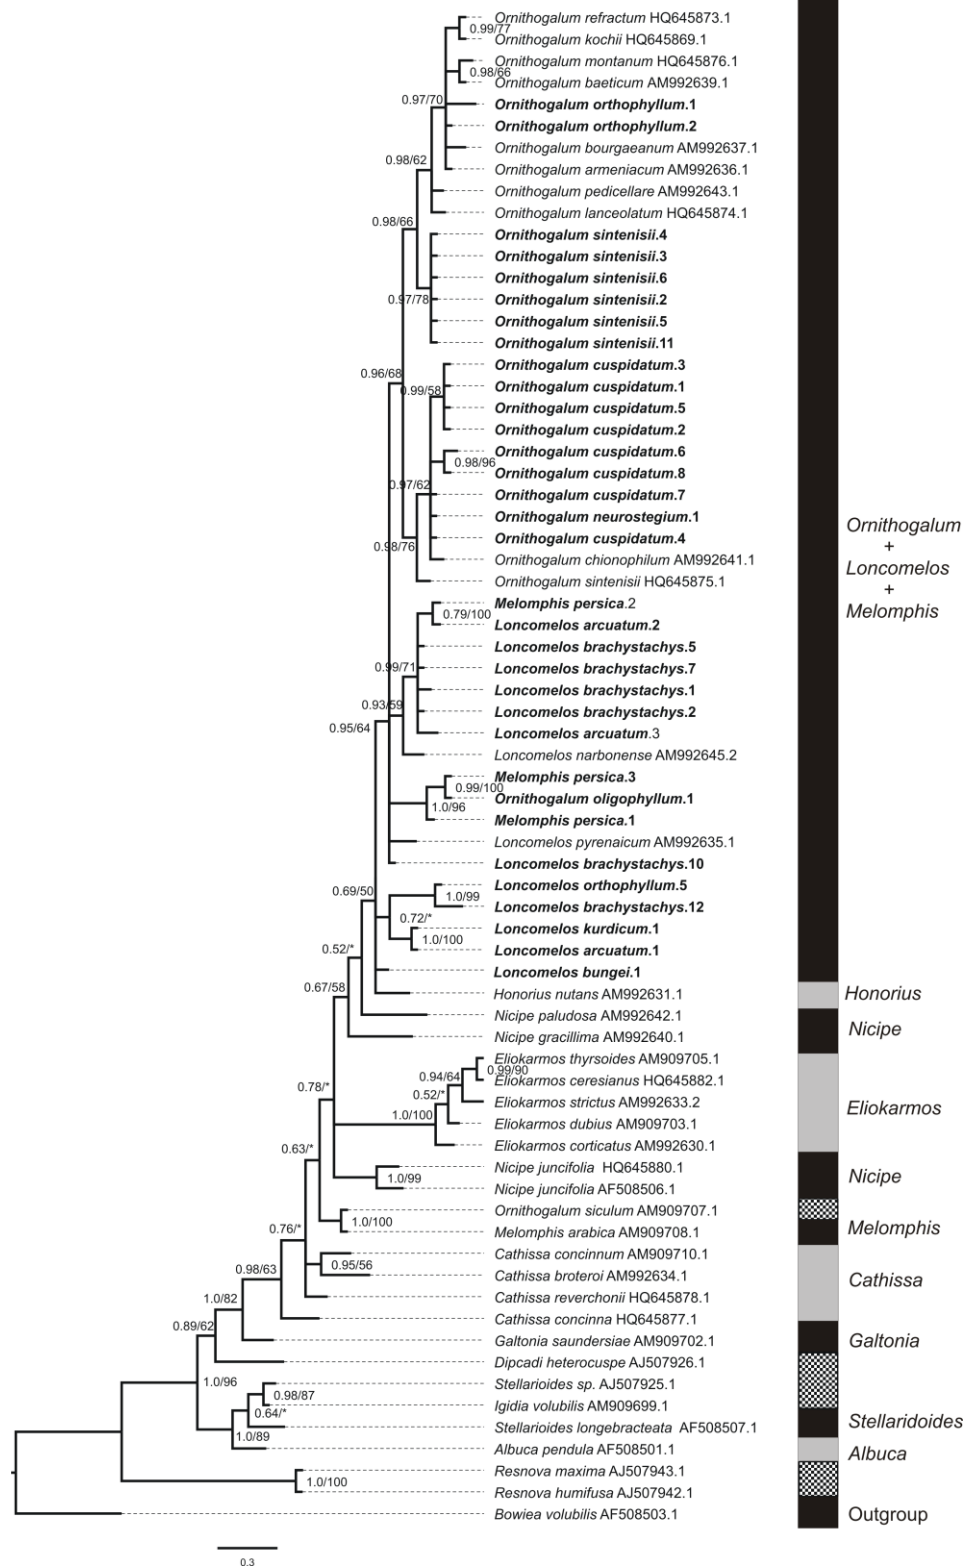 Ornithogalum refractum HQ645873.1
0.99/77
Ornithogalum kochii HQ645869.1
Ornithogalum montanum HQ645876.1
0.98/66
Ornithogalum baeticum AM992639.1
0.97/70
Ornithogalum orthophyllum.1
Ornithogalum orthophyllum.2
Ornithogalum bourgaeanum AM992637.1
0.98/62
Ornithogalum armeniacum AM992636.1
Ornithogalum pedicellare AM992643.1
Ornithogalum lanceolatum HQ645874.1
0.98/66
Ornithogalum sintenisii.4
Ornithogalum sintenisii.3
Ornithogalum sintenisii.6
0.97/78
Ornithogalum sintenisii.2
Ornithogalum sintenisii.5
Ornithogalum sintenisii.11
Ornithogalum cuspidatum.3
0.96/68
Ornithogalum cuspidatum.1
0.99/58
Ornithogalum cuspidatum.5
Ornithogalum cuspidatum.2
Ornithogalum cuspidatum.6
0.98/96
Ornithogalum cuspidatum.8
0.97/62
Ornithogalum cuspidatum.7
Ornithogalum neurostegium.1
Ornithogalum cuspidatum.4
0.98/76
Ornithogalum chionophilum AM992641.1
Ornithogalum sintenisii HQ645875.1
Ornithogalum
+
Loncomelos
+
Melomphis
Melomphis persica.2
0.79/100
Loncomelos arcuatum.2
Loncomelos brachystachys.5
0.99/71
Loncomelos brachystachys.7
Loncomelos brachystachys.1
0.93/59
Loncomelos brachystachys.2
0.95/64
Loncomelos arcuatum.3
Loncomelos narbonense AM992645.2
Melomphis persica.3
0.99/100
Ornithogalum oligophyllum.1
1.0/96
Melomphis persica.1
Loncomelos pyrenaicum AM992635.1
Loncomelos brachystachys.10
0.69/50
Loncomelos orthophyllum.5
1.0/99
Loncomelos brachystachys.12
0.72/*
Loncomelos kurdicum.1
1.0/100
Loncomelos arcuatum.1
0.52/*
Loncomelos bungei.1
0.67/58
Honorius nutans AM992631.1
Honorius
Nicipe paludosa AM992642.1
Nicipe
Nicipe gracillima AM992640.1
Eliokarmos thyrsoides AM909705.1
0.99/90
0.94/64
Eliokarmos ceresianus HQ645882.1
0.78/*
0.52/*
Eliokarmos strictus AM992633.2
Eliokarmos
1.0/100
Eliokarmos dubius AM909703.1
Eliokarmos corticatus AM992630.1
0.63/*
Nicipe juncifolia HQ645880.1
1.0/99
Nicipe
Nicipe juncifolia AF508506.1
Ornithogalum siculum AM909707.1
1.0/100
0.76/*
Melomphis
Melomphis arabica AM909708.1
Cathissa concinnum AM909710.1
0.95/56
0.98/63
Cathissa broteroi AM992634.1
Cathissa
Cathissa reverchonii HQ645878.1
1.0/82
Cathissa concinna HQ645877.1
0.89/62
Galtonia saundersiae AM909702.1
Galtonia
Dipcadi heterocuspe AJ507926.1
1.0/96
Stellarioides sp. AJ507925.1
0.98/87
Igidia volubilis AM909699.1
0.64/*
Stellarioides longebracteata AF508507.1
Stellaridoides
1.0/89
Albuca pendula AF508501.1
Albuca
Resnova maxima AJ507943.1
1.0/100
Resnova humifusa AJ507942.1
Bowiea volubilis AF508503.1
Outgroup
0.3